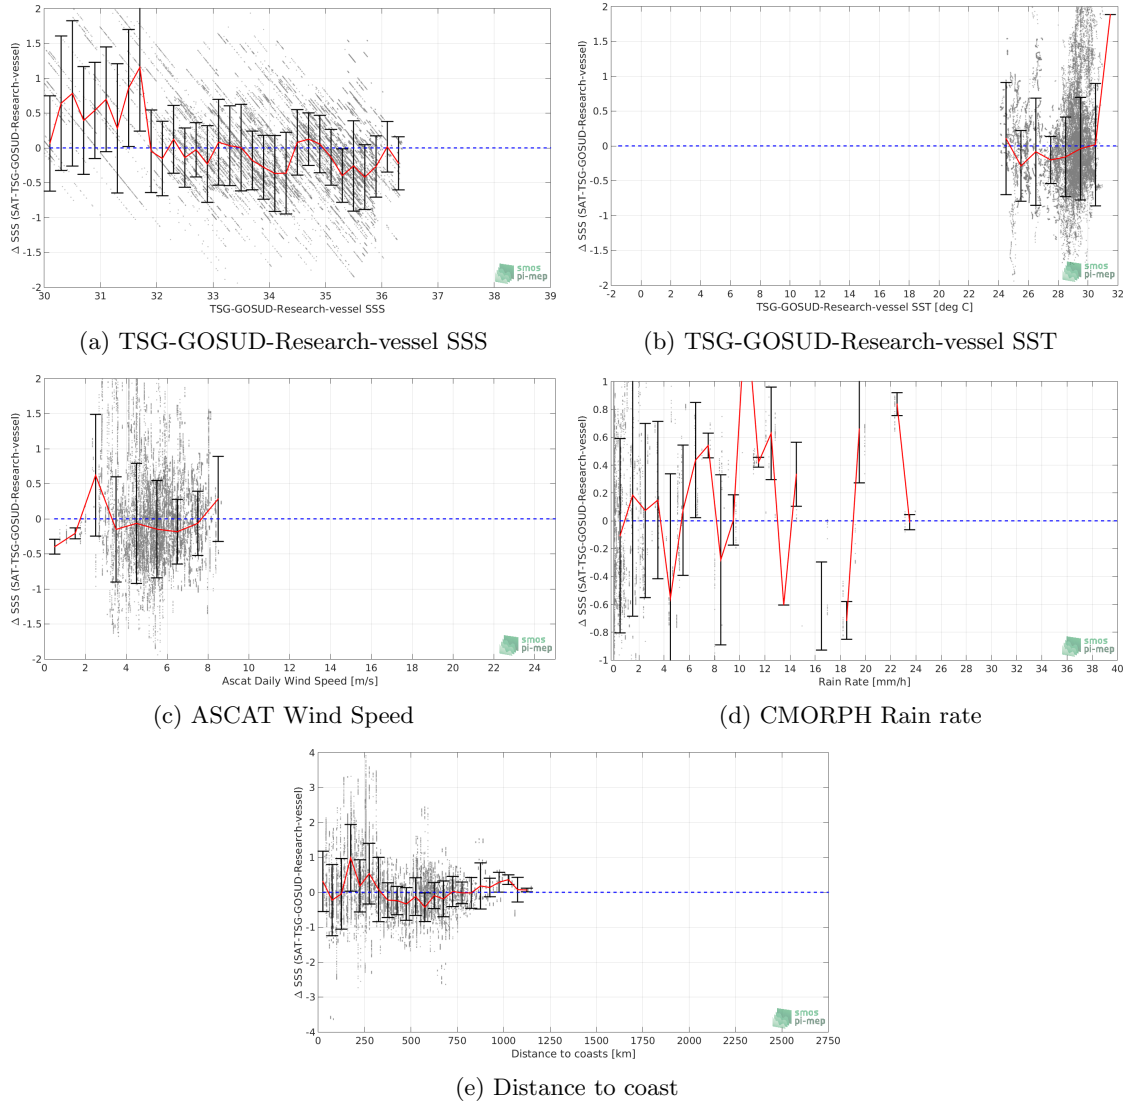 2
1.5
1
0.5
0
-0.5
-1
-1.5
-2
Δ SSS (SAT-TSG-GOSUD-Research-vessel)
30 31 32 33 34 35 36 37 38 39
TSG-GOSUD-Research-vessel SSS
smos
pi-mep
(a) TSG-GOSUD-Research-vessel SSS
2
1.5
1
0.5
0
-0.5
-1
-1.5
-2
Δ SSS (SAT-TSG-GOSUD-Research-vessel)
-2 0 2 4 6 8 10 12 14 16 18 20 22 24 26 28 30 32
TSG-GOSUD-Research-vessel SST [deg C]
smos
pi-mep
(b) TSG-GOSUD-Research-vessel SST
2
1.5
1
0.5
0
-0.5
-1
-1.5
-2
Δ SSS (SAT-TSG-GOSUD-Research-vessel)
0 2 4 6 8 10 12 14 16 18 20 22 24
Ascat Daily Wind Speed [m/s]
smos
pi-mep
(c) ASCAT Wind Speed
1
0.8
0.6
0.4
0.2
0
-0.2
-0.4
-0.6
-0.8
-1
Δ SSS (SAT-TSG-GOSUD-Research-vessel)
0 2 4 6 8 10 12 14 16 18 20 22 24 26 28 30 32 34 36 38 40
Rain Rate [mm/h]
smos
pi-mep
(d) CMORPH Rain rate
4
3
2
1
0
-1
-2
-3
-4
Δ SSS (SAT-TSG-GOSUD-Research-vessel)
0 250 500 750 1000 1250 1500 1750 2000 2250 2500 2750
Distance to coasts [km]
smos
pi-mep
(e) Distance to coast